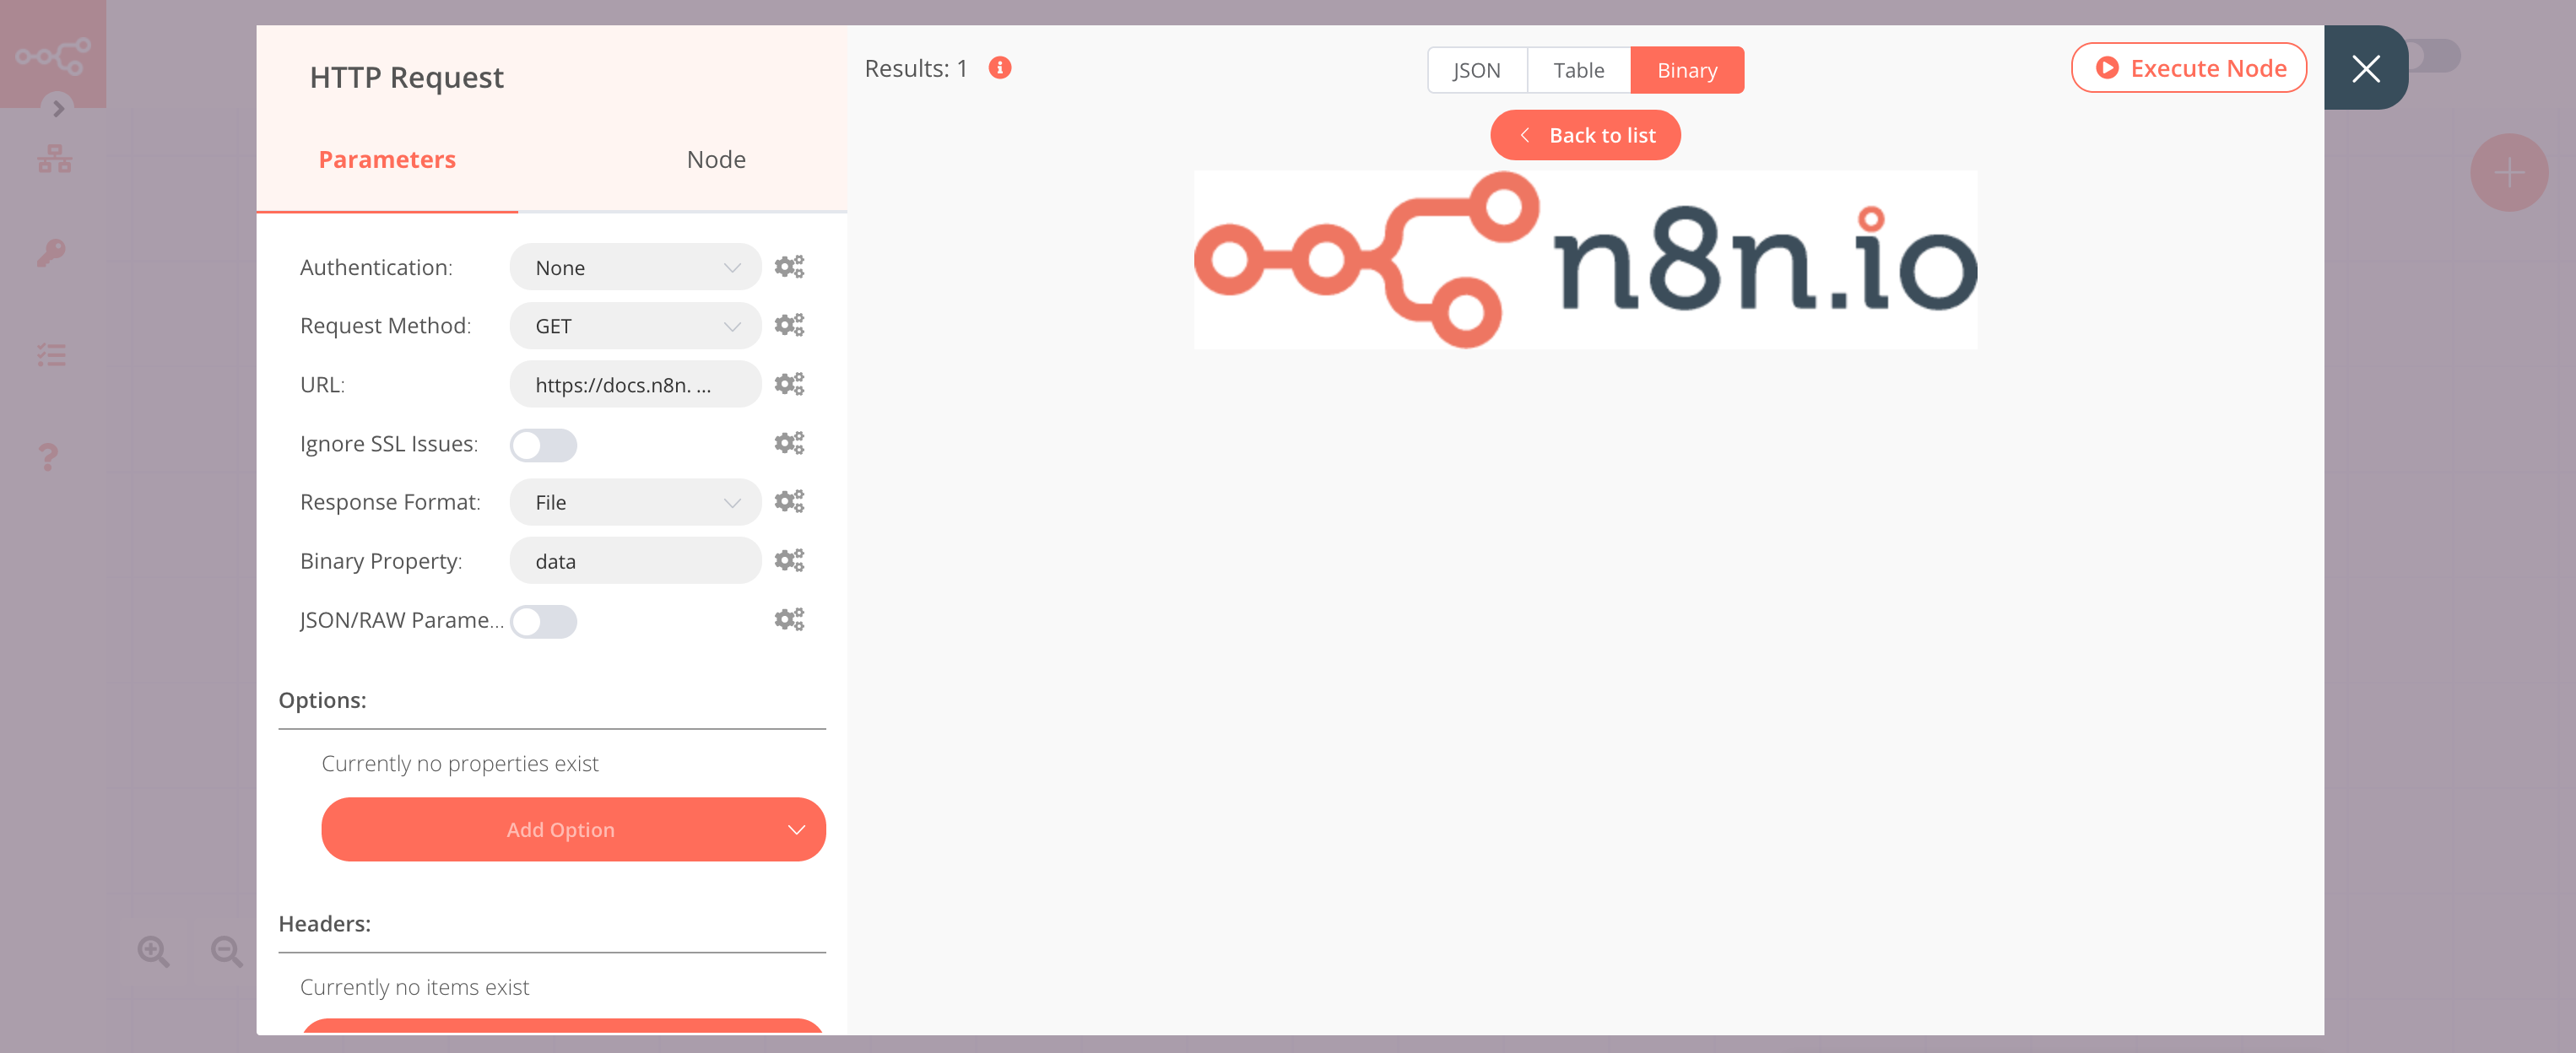 HTTP Request
Parameters
Node
Authentication:
None
Request Method:
GET
URL:
https://docs.n8n. ...
Ignore SSL Issues:
Response Format:
File
Binary Property:
data
JSON/RAW Parame...
Options:
Currently no properties exist
Add Option
Headers:
Currently no items exist
Results: 1
JSON
Table
Binary
Execute Node
Back to list
n8n.io